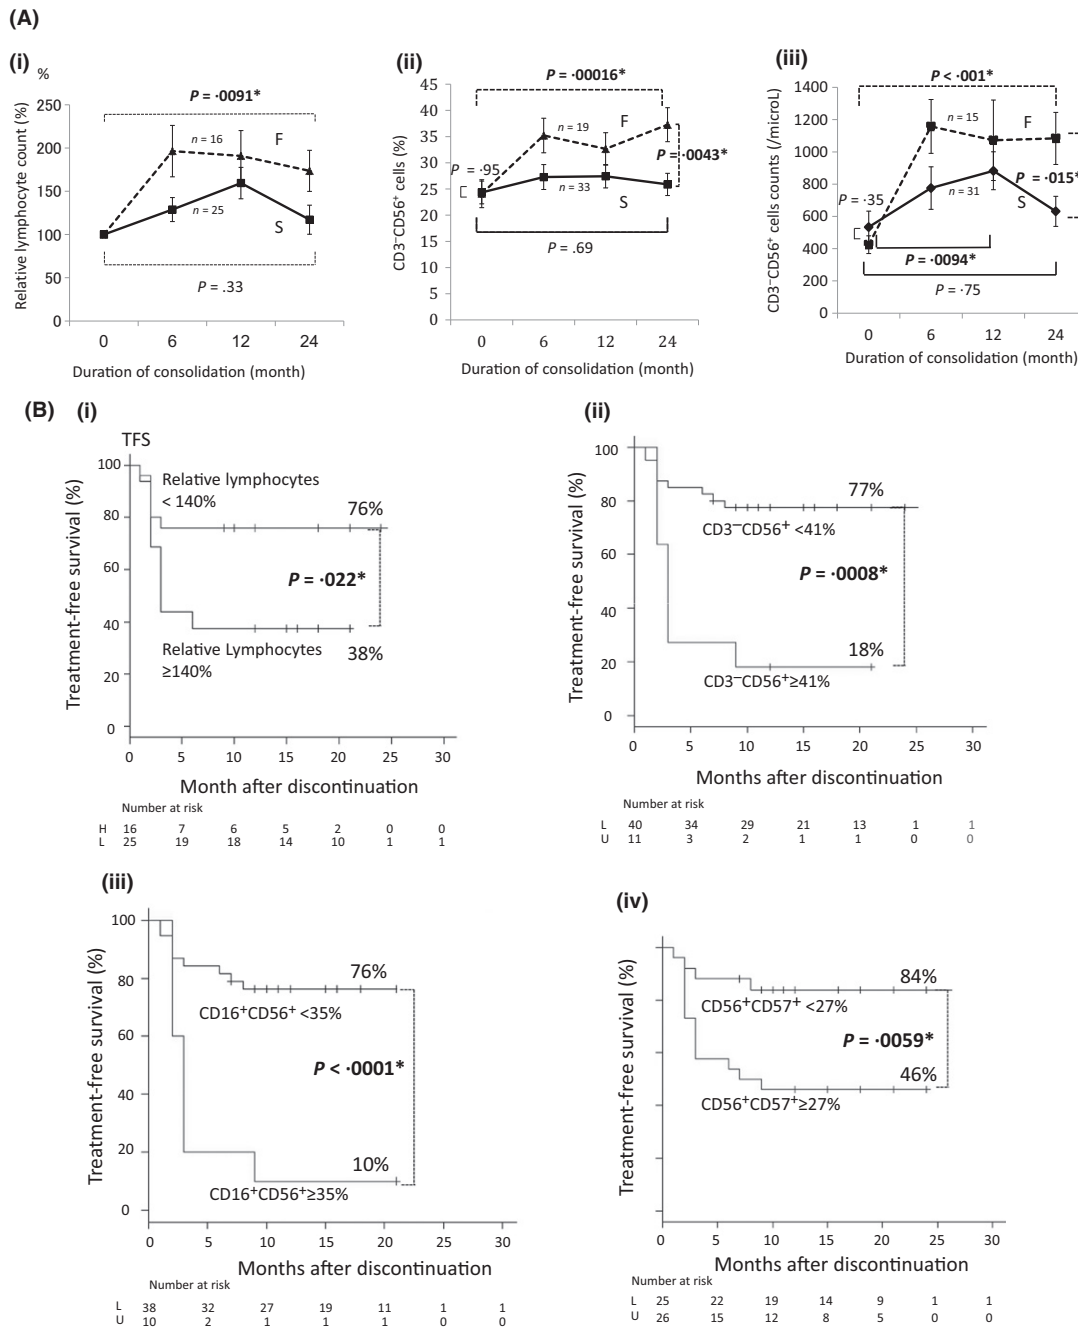 (A)
(i)
%
Relative lymphocyte count (%)
250
200
150
100
50
0
P = ·0091*
n = 16
F
n = 25
S
P = .33
0 6 12 24
Duration of consolidation (month)
(ii)
CD3⁻CD56⁺ cells (%)
45
40
35
30
25
20
15
10
5
0
P = ·00016*
n = 19
F
P = ·0043*
P = .95
n = 33
S
P = .69
0 6 12 24
Duration of consolidation (month)
(iii)
CD3⁻CD56⁺ cells counts (/microL)
1400
1200
1000
800
600
400
200
0
P < ·001*
n = 15
F
P = ·015*
P = ·35
n = 31
S
P = ·0094*
P = ·75
0 6 12 24
Duration of consolidation (month)
(B)
(i)
TFS
Treatment-free survival (%)
100
80
60
40
20
0
Relative lymphocytes
< 140%
76%
P = ·022*
Relative Lymphocytes
≥140%
38%
0 5 10 15 20 25 30
Month after discontinuation
Number at risk
H 16 7 6 5 2 0 0
L 25 19 18 14 10 1 1
(ii)
Treatment-free survival (%)
100
80
60
40
20
0
77%
CD3⁻CD56⁺ <41%
P = ·0008*
18%
CD3⁻CD56⁺≥41%
0 5 10 15 20 25 30
Months after discontinuation
Number at risk
L 40 34 29 21 13 1 1
U 11 3 2 1 1 0 0
(iii)
Treatment-free survival (%)
100
80
60
40
20
0
76%
CD16⁺CD56⁺ <35%
P < ·0001*
10%
CD16⁺CD56⁺≥35%
0 5 10 15 20 25 30
Months after discontinuation
Number at risk
L 38 32 27 19 11 1 1
U 10 2 1 1 1 0 0
(iv)
Treatment-free survival (%)
84%
CD56⁺CD57⁺ <27%
P = ·0059*
46%
CD56⁺CD57⁺≥27%
0 5 10 15 20 25 30
Months after discontinuation
Number at risk
L 25 22 19 14 9 1 1
U 26 15 12 8 5 0 0